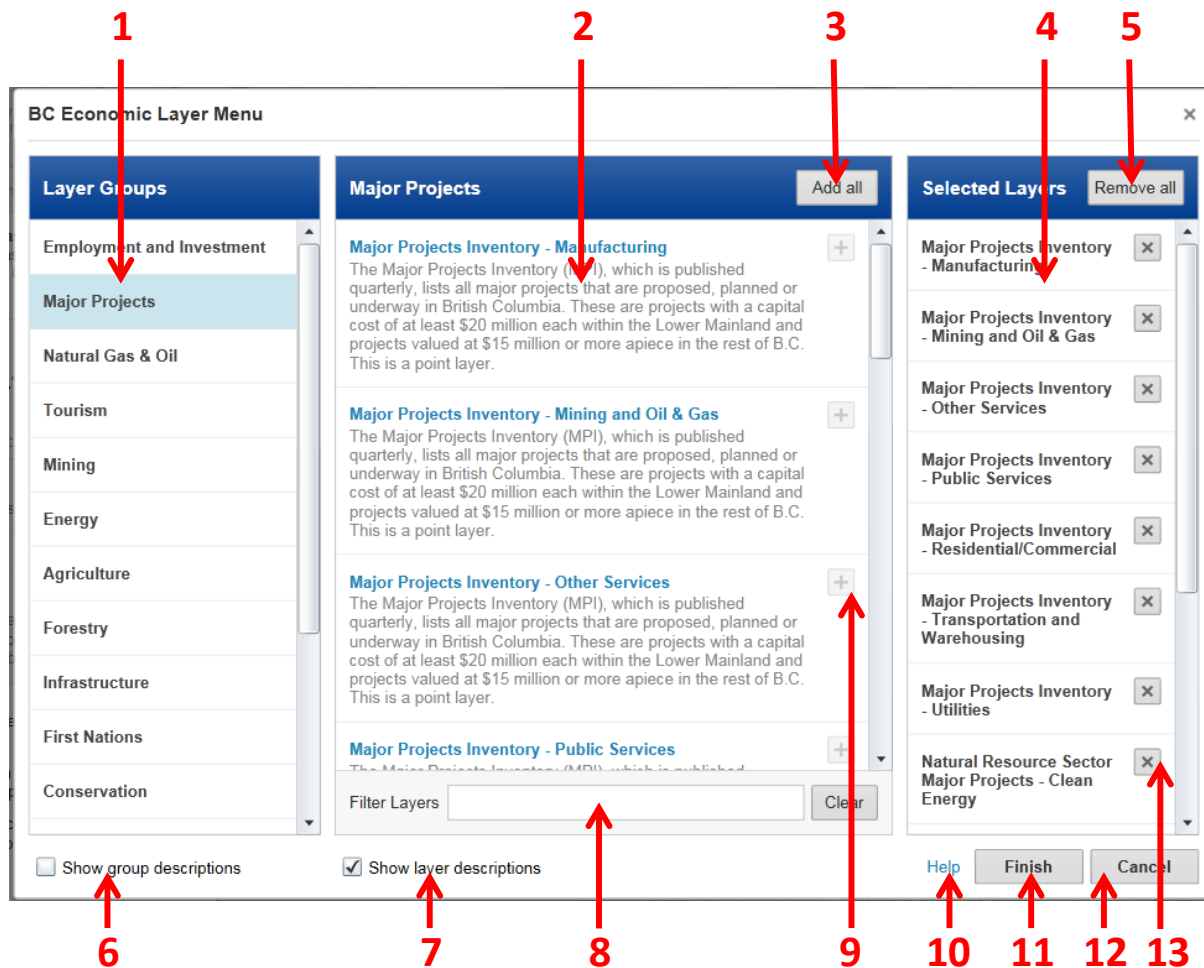 1 2 3 4 5
BC Economic Layer Menu
Layer Groups
Employment and Investment
Major Projects
Natural Gas & Oil
Tourism
Mining
Energy
Agriculture
Forestry
Infrastructure
First Nations
Conservation
Major Projects Add all
Major Projects Inventory - Manufacturing
The Major Projects Inventory (MPI), which is published
quarterly, lists all major projects that are proposed, planned or
underway in British Columbia. These are projects with a capital
cost of at least $20 million each within the Lower Mainland and
projects valued at $15 million or more apiece in the rest of B.C.
This is a point layer.
Major Projects Inventory - Mining and Oil & Gas
The Major Projects Inventory (MPI), which is published
quarterly, lists all major projects that are proposed, planned or
underway in British Columbia. These are projects with a capital
cost of at least $20 million each within the Lower Mainland and
projects valued at $15 million or more apiece in the rest of B.C.
This is a point layer.
Major Projects Inventory - Other Services
The Major Projects Inventory (MPI), which is published
quarterly, lists all major projects that are proposed, planned or
underway in British Columbia. These are projects with a capital
cost of at least $20 million each within the Lower Mainland and
projects valued at $15 million or more apiece in the rest of B.C.
This is a point layer.
Major Projects Inventory - Public Services
The Major Projects Inventory (MPI), which is published
Filter Layers Clear
Selected Layers Remove all
Major Projects Inventory
- Manufacturing
Major Projects Inventory
- Mining and Oil & Gas
Major Projects Inventory
- Other Services
Major Projects Inventory
- Public Services
Major Projects Inventory
- Residential/Commercial
Major Projects Inventory
- Transportation and
Warehousing
Major Projects Inventory
- Utilities
Natural Resource Sector
Major Projects - Clean
Energy
Show group descriptions Show layer descriptions Help Finish Cancel
6 7 8 9 10 11 12 13